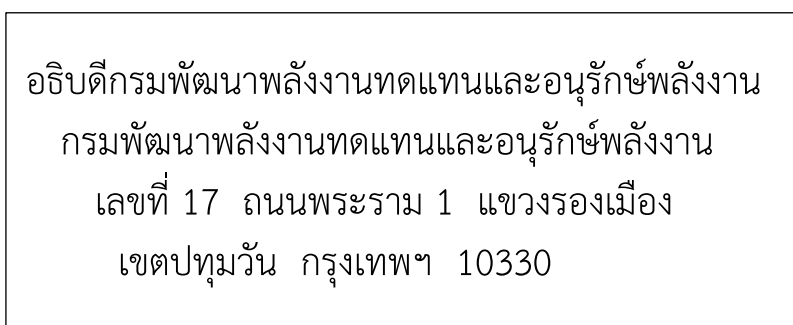 อธิบดีกรมพัฒนาพลังงานทดแทนและอนุรักษ์พลังงาน
กรมพัฒนาพลังงานทดแทนและอนุรักษ์พลังงาน
เลขที่ 17 ถนนพระราม 1 แขวงรองเมือง
เขตปทุมวัน กรุงเทพฯ 10330